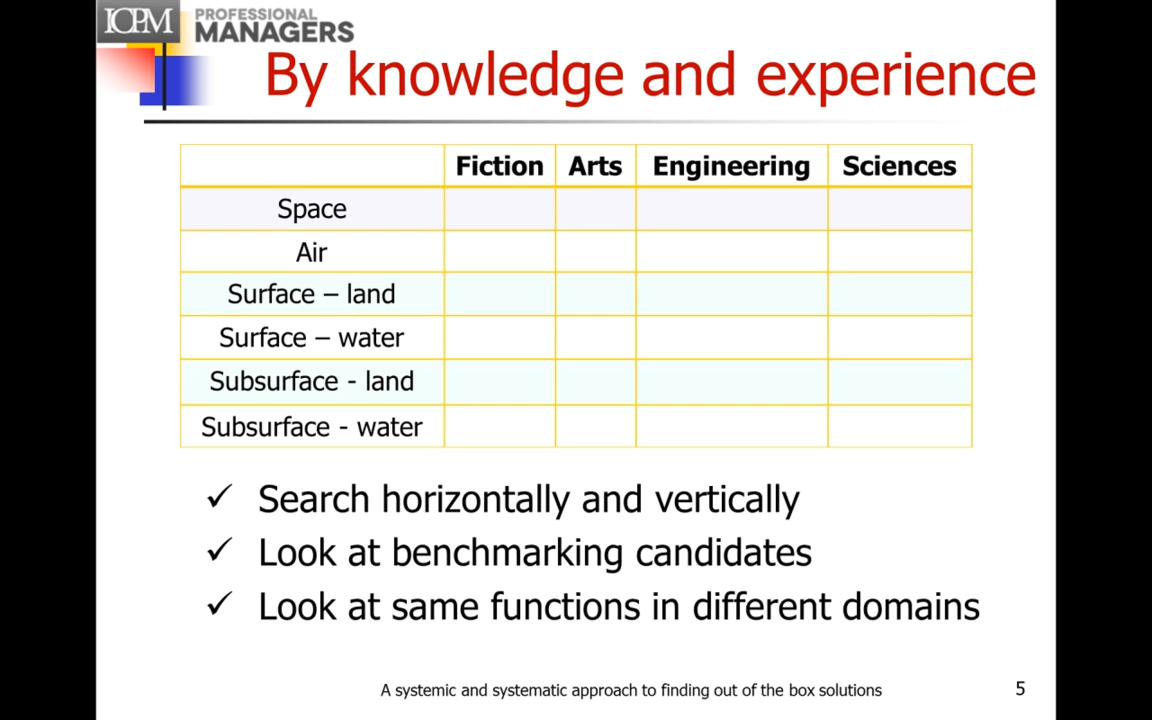 ICPM PROFESSIONAL MANAGERS
By knowledge and experience
Fiction Arts Engineering Sciences
Space
Air
Surface – land
Surface – water
Subsurface - land
Subsurface - water
✓ Search horizontally and vertically
✓ Look at benchmarking candidates
✓ Look at same functions in different domains
A systemic and systematic approach to finding out of the box solutions 5